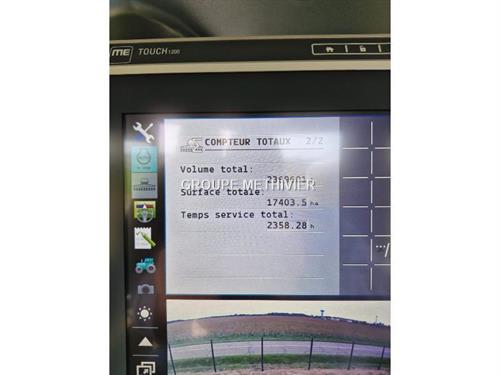 ME TOUCH1200
COMPTEUR TOTAUX 2/2
Volume total:
GROUPE METHIVIER
Surface totale:
17403.5 ha
Temps service total:
2358.28 h